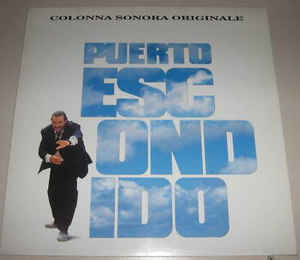 COLONNA SONORA ORIGINALE
PUERTO
ESC
OND
IDO